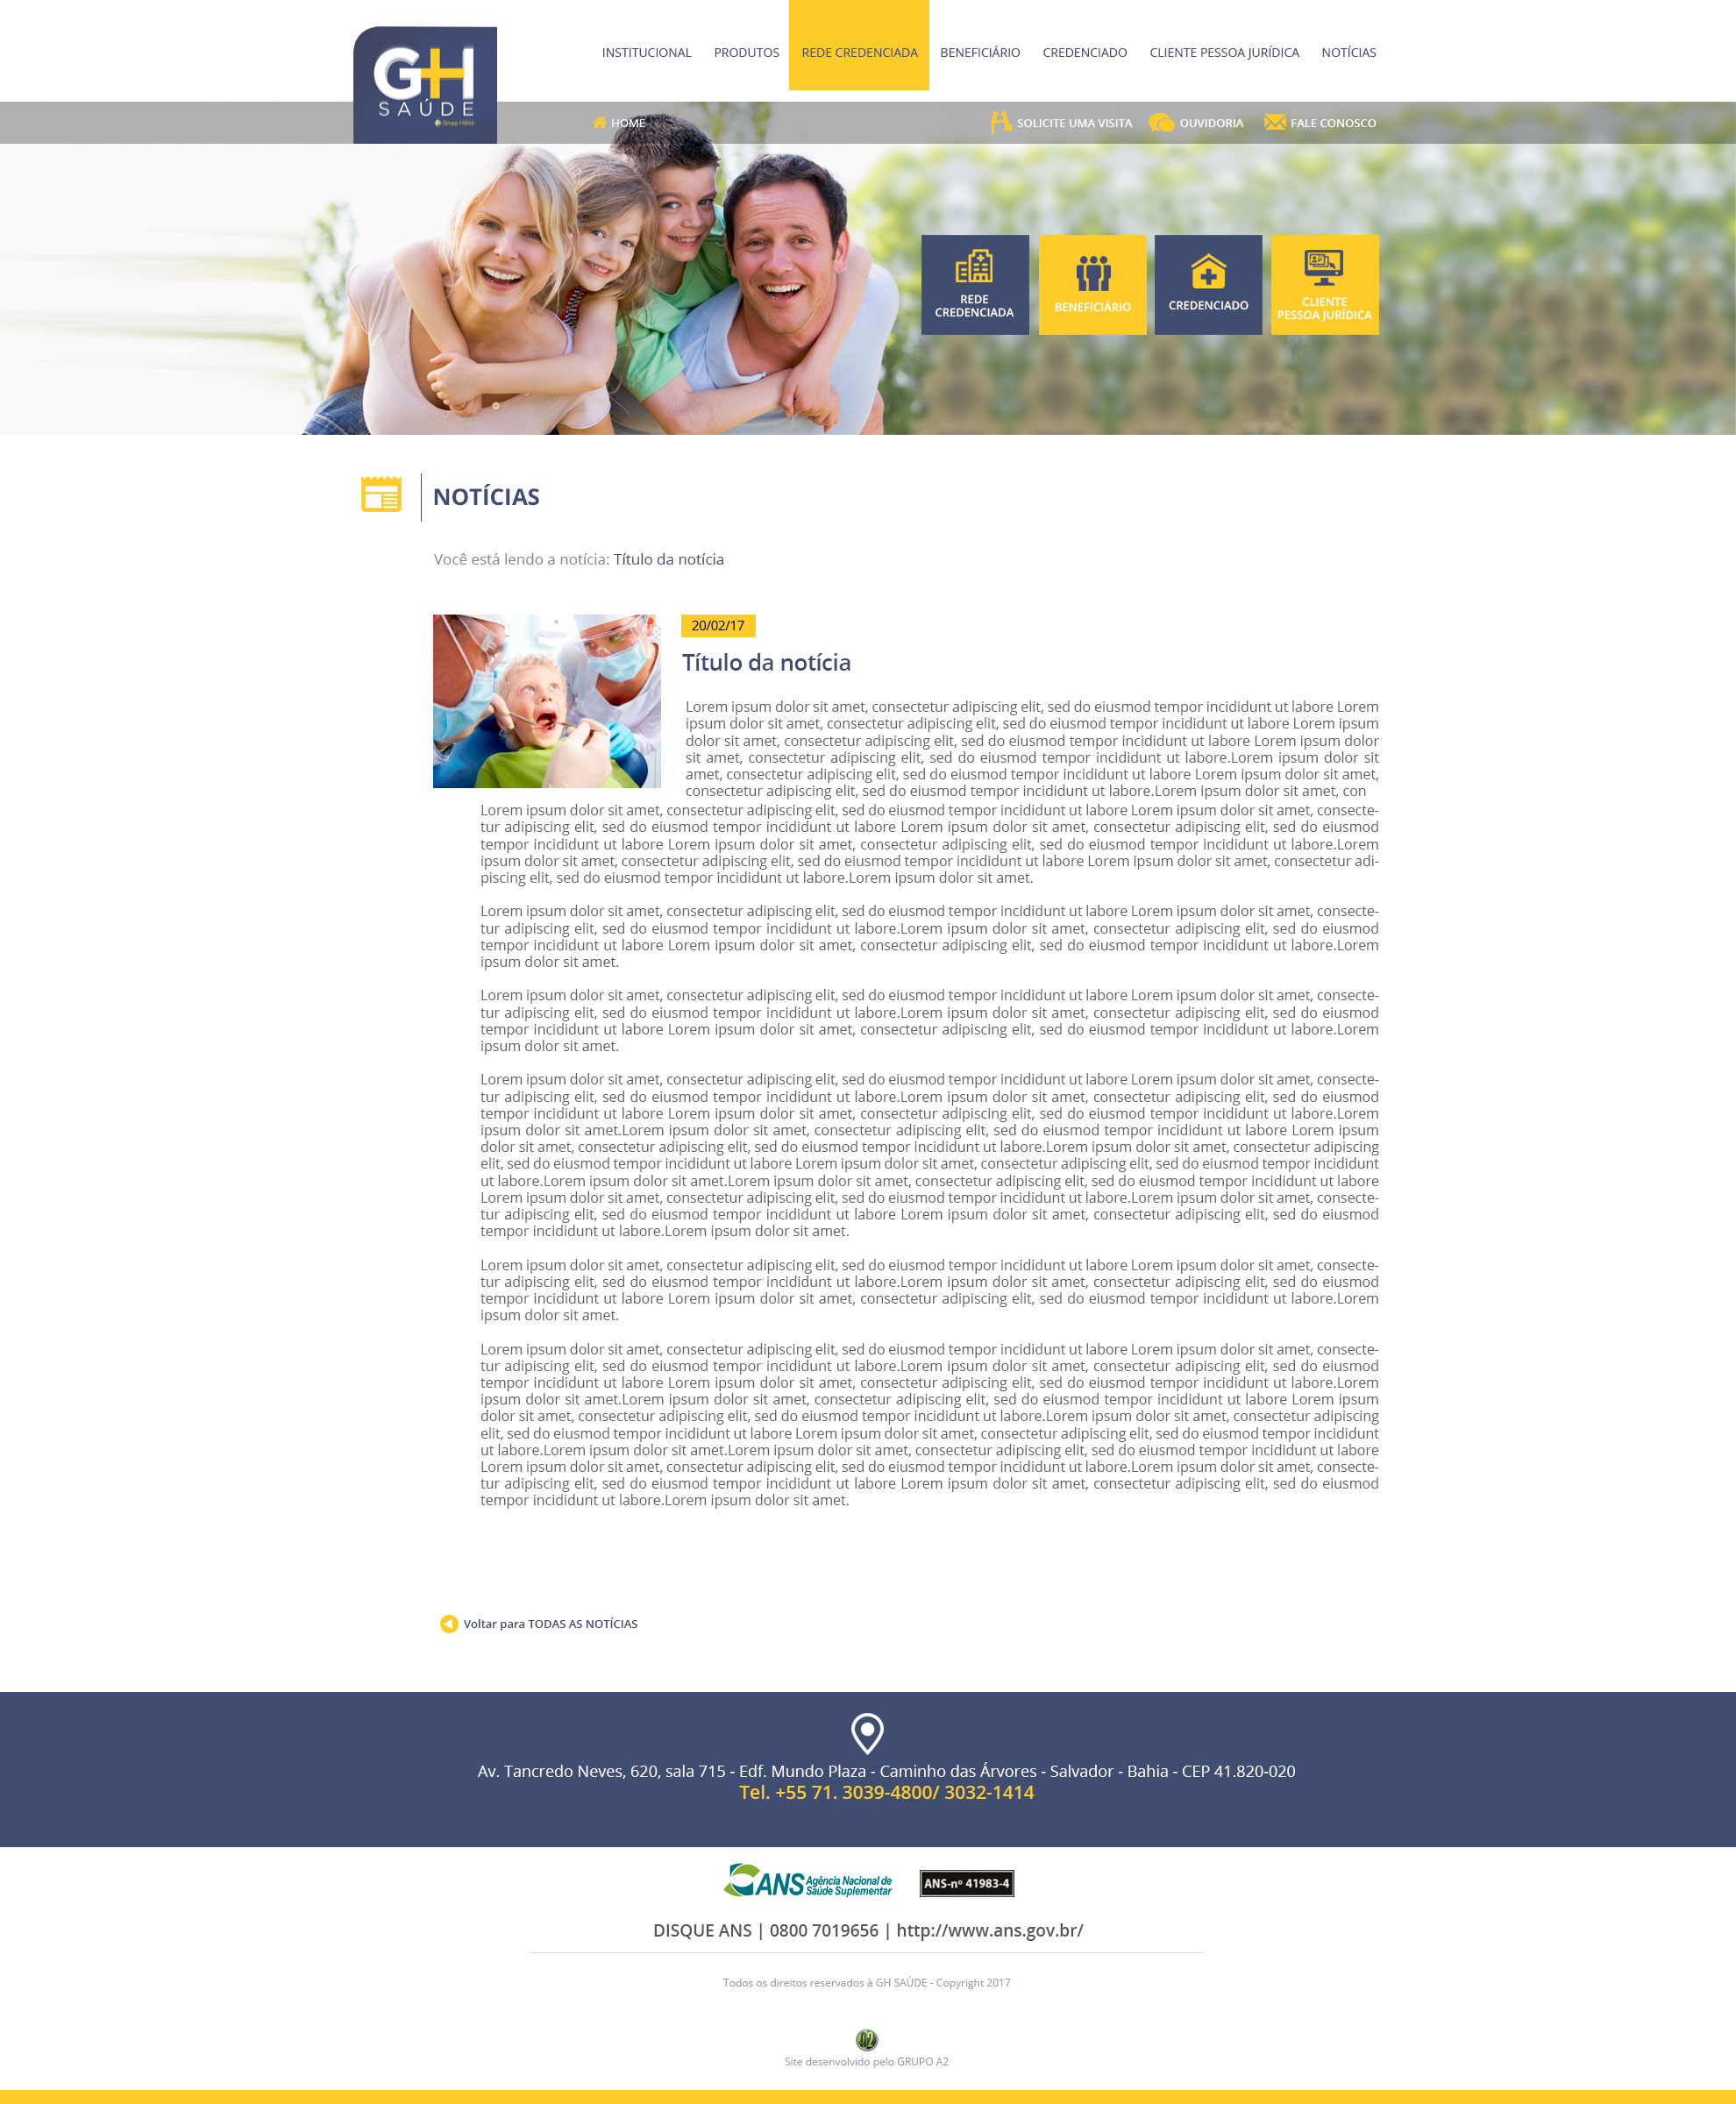 GH
SAÚDE
Grupo Hélios
INSTITUCIONAL PRODUTOS REDE CREDENCIADA BENEFICIÁRIO CREDENCIADO CLIENTE PESSOA JURÍDICA NOTÍCIAS
HOME SOLICITE UMA VISITA OUVIDORIA FALE CONOSCO
REDE
CREDENCIADA
BENEFICIÁRIO
CREDENCIADO
CLIENTE
PESSOA JURÍDICA
NOTÍCIAS
Você está lendo a notícia: Título da notícia
20/02/17
Título da notícia
Lorem ipsum dolor sit amet, consectetur adipiscing elit, sed do eiusmod tempor incididunt ut labore Lorem
ipsum dolor sit amet, consectetur adipiscing elit, sed do eiusmod tempor incididunt ut labore Lorem ipsum
dolor sit amet, consectetur adipiscing elit, sed do eiusmod tempor incididunt ut labore Lorem ipsum dolor
sit amet, consectetur adipiscing elit, sed do eiusmod tempor incididunt ut labore.Lorem ipsum dolor sit
amet, consectetur adipiscing elit, sed do eiusmod tempor incididunt ut labore Lorem ipsum dolor sit amet,
consectetur adipiscing elit, sed do eiusmod tempor incididunt ut labore.Lorem ipsum dolor sit amet, con
Lorem ipsum dolor sit amet, consectetur adipiscing elit, sed do eiusmod tempor incididunt ut labore Lorem ipsum dolor sit amet, consecte-
tur adipiscing elit, sed do eiusmod tempor incididunt ut labore Lorem ipsum dolor sit amet, consectetur adipiscing elit, sed do eiusmod
tempor incididunt ut labore Lorem ipsum dolor sit amet, consectetur adipiscing elit, sed do eiusmod tempor incididunt ut labore.Lorem
ipsum dolor sit amet, consectetur adipiscing elit, sed do eiusmod tempor incididunt ut labore Lorem ipsum dolor sit amet, consectetur adi-
piscing elit, sed do eiusmod tempor incididunt ut labore.Lorem ipsum dolor sit amet.
Lorem ipsum dolor sit amet, consectetur adipiscing elit, sed do eiusmod tempor incididunt ut labore Lorem ipsum dolor sit amet, consecte-
tur adipiscing elit, sed do eiusmod tempor incididunt ut labore.Lorem ipsum dolor sit amet, consectetur adipiscing elit, sed do eiusmod
tempor incididunt ut labore Lorem ipsum dolor sit amet, consectetur adipiscing elit, sed do eiusmod tempor incididunt ut labore.Lorem
ipsum dolor sit amet.
Lorem ipsum dolor sit amet, consectetur adipiscing elit, sed do eiusmod tempor incididunt ut labore Lorem ipsum dolor sit amet, consecte-
tur adipiscing elit, sed do eiusmod tempor incididunt ut labore.Lorem ipsum dolor sit amet, consectetur adipiscing elit, sed do eiusmod
tempor incididunt ut labore Lorem ipsum dolor sit amet, consectetur adipiscing elit, sed do eiusmod tempor incididunt ut labore.Lorem
ipsum dolor sit amet.
Lorem ipsum dolor sit amet, consectetur adipiscing elit, sed do eiusmod tempor incididunt ut labore Lorem ipsum dolor sit amet, consecte-
tur adipiscing elit, sed do eiusmod tempor incididunt ut labore.Lorem ipsum dolor sit amet, consectetur adipiscing elit, sed do eiusmod
tempor incididunt ut labore Lorem ipsum dolor sit amet, consectetur adipiscing elit, sed do eiusmod tempor incididunt ut labore.Lorem
ipsum dolor sit amet.Lorem ipsum dolor sit amet, consectetur adipiscing elit, sed do eiusmod tempor incididunt ut labore Lorem ipsum
dolor sit amet, consectetur adipiscing elit, sed do eiusmod tempor incididunt ut labore.Lorem ipsum dolor sit amet, consectetur adipiscing
elit, sed do eiusmod tempor incididunt ut labore Lorem ipsum dolor sit amet, consectetur adipiscing elit, sed do eiusmod tempor incididunt
ut labore.Lorem ipsum dolor sit amet.Lorem ipsum dolor sit amet, consectetur adipiscing elit, sed do eiusmod tempor incididunt ut labore
Lorem ipsum dolor sit amet, consectetur adipiscing elit, sed do eiusmod tempor incididunt ut labore.Lorem ipsum dolor sit amet, consecte-
tur adipiscing elit, sed do eiusmod tempor incididunt ut labore Lorem ipsum dolor sit amet, consectetur adipiscing elit, sed do eiusmod
tempor incididunt ut labore.Lorem ipsum dolor sit amet.
Lorem ipsum dolor sit amet, consectetur adipiscing elit, sed do eiusmod tempor incididunt ut labore Lorem ipsum dolor sit amet, consecte-
tur adipiscing elit, sed do eiusmod tempor incididunt ut labore.Lorem ipsum dolor sit amet, consectetur adipiscing elit, sed do eiusmod
tempor incididunt ut labore Lorem ipsum dolor sit amet, consectetur adipiscing elit, sed do eiusmod tempor incididunt ut labore.Lorem
ipsum dolor sit amet.
Lorem ipsum dolor sit amet, consectetur adipiscing elit, sed do eiusmod tempor incididunt ut labore Lorem ipsum dolor sit amet, consecte-
tur adipiscing elit, sed do eiusmod tempor incididunt ut labore.Lorem ipsum dolor sit amet, consectetur adipiscing elit, sed do eiusmod
tempor incididunt ut labore Lorem ipsum dolor sit amet, consectetur adipiscing elit, sed do eiusmod tempor incididunt ut labore.Lorem
ipsum dolor sit amet.Lorem ipsum dolor sit amet, consectetur adipiscing elit, sed do eiusmod tempor incididunt ut labore Lorem ipsum
dolor sit amet, consectetur adipiscing elit, sed do eiusmod tempor incididunt ut labore.Lorem ipsum dolor sit amet, consectetur adipiscing
elit, sed do eiusmod tempor incididunt ut labore Lorem ipsum dolor sit amet, consectetur adipiscing elit, sed do eiusmod tempor incididunt
ut labore.Lorem ipsum dolor sit amet.Lorem ipsum dolor sit amet, consectetur adipiscing elit, sed do eiusmod tempor incididunt ut labore
Lorem ipsum dolor sit amet, consectetur adipiscing elit, sed do eiusmod tempor incididunt ut labore.Lorem ipsum dolor sit amet, consecte-
tur adipiscing elit, sed do eiusmod tempor incididunt ut labore Lorem ipsum dolor sit amet, consectetur adipiscing elit, sed do eiusmod
tempor incididunt ut labore.Lorem ipsum dolor sit amet.
Voltar para TODAS AS NOTÍCIAS
Av. Tancredo Neves, 620, sala 715 - Edf. Mundo Plaza - Caminho das Árvores - Salvador - Bahia - CEP 41.820-020
Tel. +55 71. 3039-4800/ 3032-1414
ANS Agência Nacional de
Saúde Suplementar
ANS-nº 41983-4
DISQUE ANS | 0800 7019656 | http://www.ans.gov.br/
Todos os direitos reservados à GH SAÚDE - Copyright 2017
A2
Site desenvolvido pelo GRUPO A2